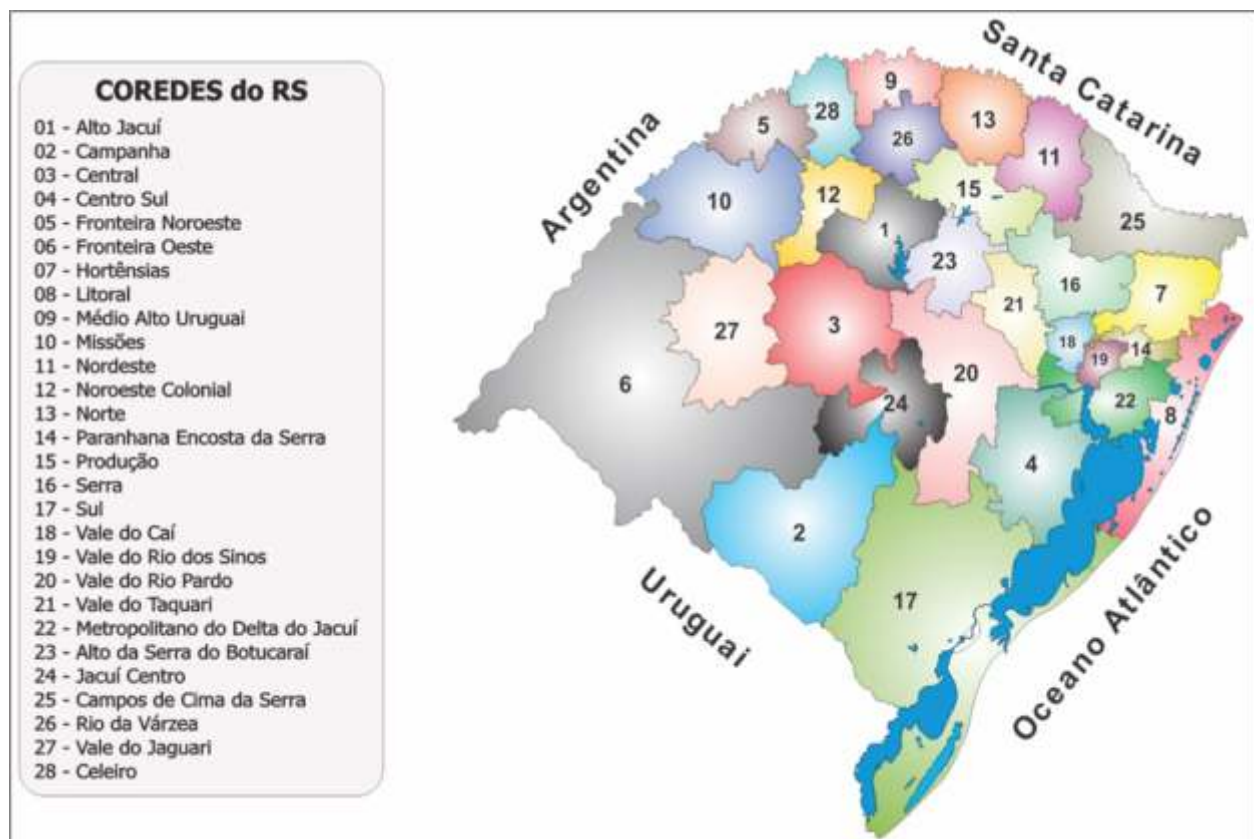 COREDES do RS
01 - Alto Jacuí
02 - Campanha
03 - Central
04 - Centro Sul
05 - Fronteira Noroeste
06 - Fronteira Oeste
07 - Hortênsias
08 - Litoral
09 - Médio Alto Uruguai
10 - Missões
11 - Nordeste
12 - Noroeste Colonial
13 - Norte
14 - Paranhana Encosta da Serra
15 - Produção
16 - Serra
17 - Sul
18 - Vale do Caí
19 - Vale do Rio dos Sinos
20 - Vale do Rio Pardo
21 - Vale do Taquari
22 - Metropolitano do Delta do Jacuí
23 - Alto da Serra do Botucaraí
24 - Jacuí Centro
25 - Campos de Cima da Serra
26 - Rio da Várzea
27 - Vale do Jaguari
28 - Celeiro
Santa Catarina
Argentina
Uruguai
Oceano Atlântico
9
28
5
26
13
11
15
10
12
1
25
23
16
7
21
27
3
18
14
19
6
20
22
24
8
4
2
17